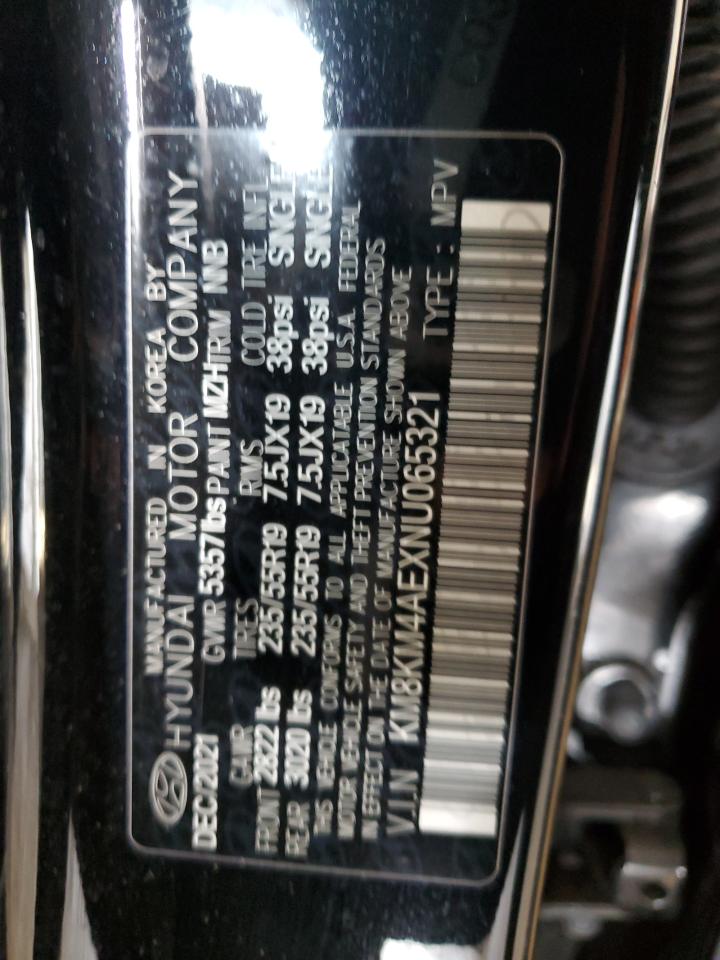 MANUFACTURED IN KOREA BY
HYUNDAI MOTOR COMPANY
DEC/2021 GVWR 5357lbs PAINT MZH TRIM NNB
GAWR TIRES RIMS COLD TIRE INFL.
FRONT 2822 lbs 235/55R19 7.5JX19 38psi SINGLE
REAR 3020 lbs 235/55R19 7.5JX19 38psi SINGLE
THIS VEHICLE CONFORMS TO ALL APPLICATABLE U.S.A. FEDERAL
MOTOR VEHICLE SAFETY AND THEFT PREVENTION STANDARDS
IN EFFECT ON THE DATE OF MANUFACTURE SHOWN ABOVE
VIN KM8KM4AEXNU065321 TYPE : MPV